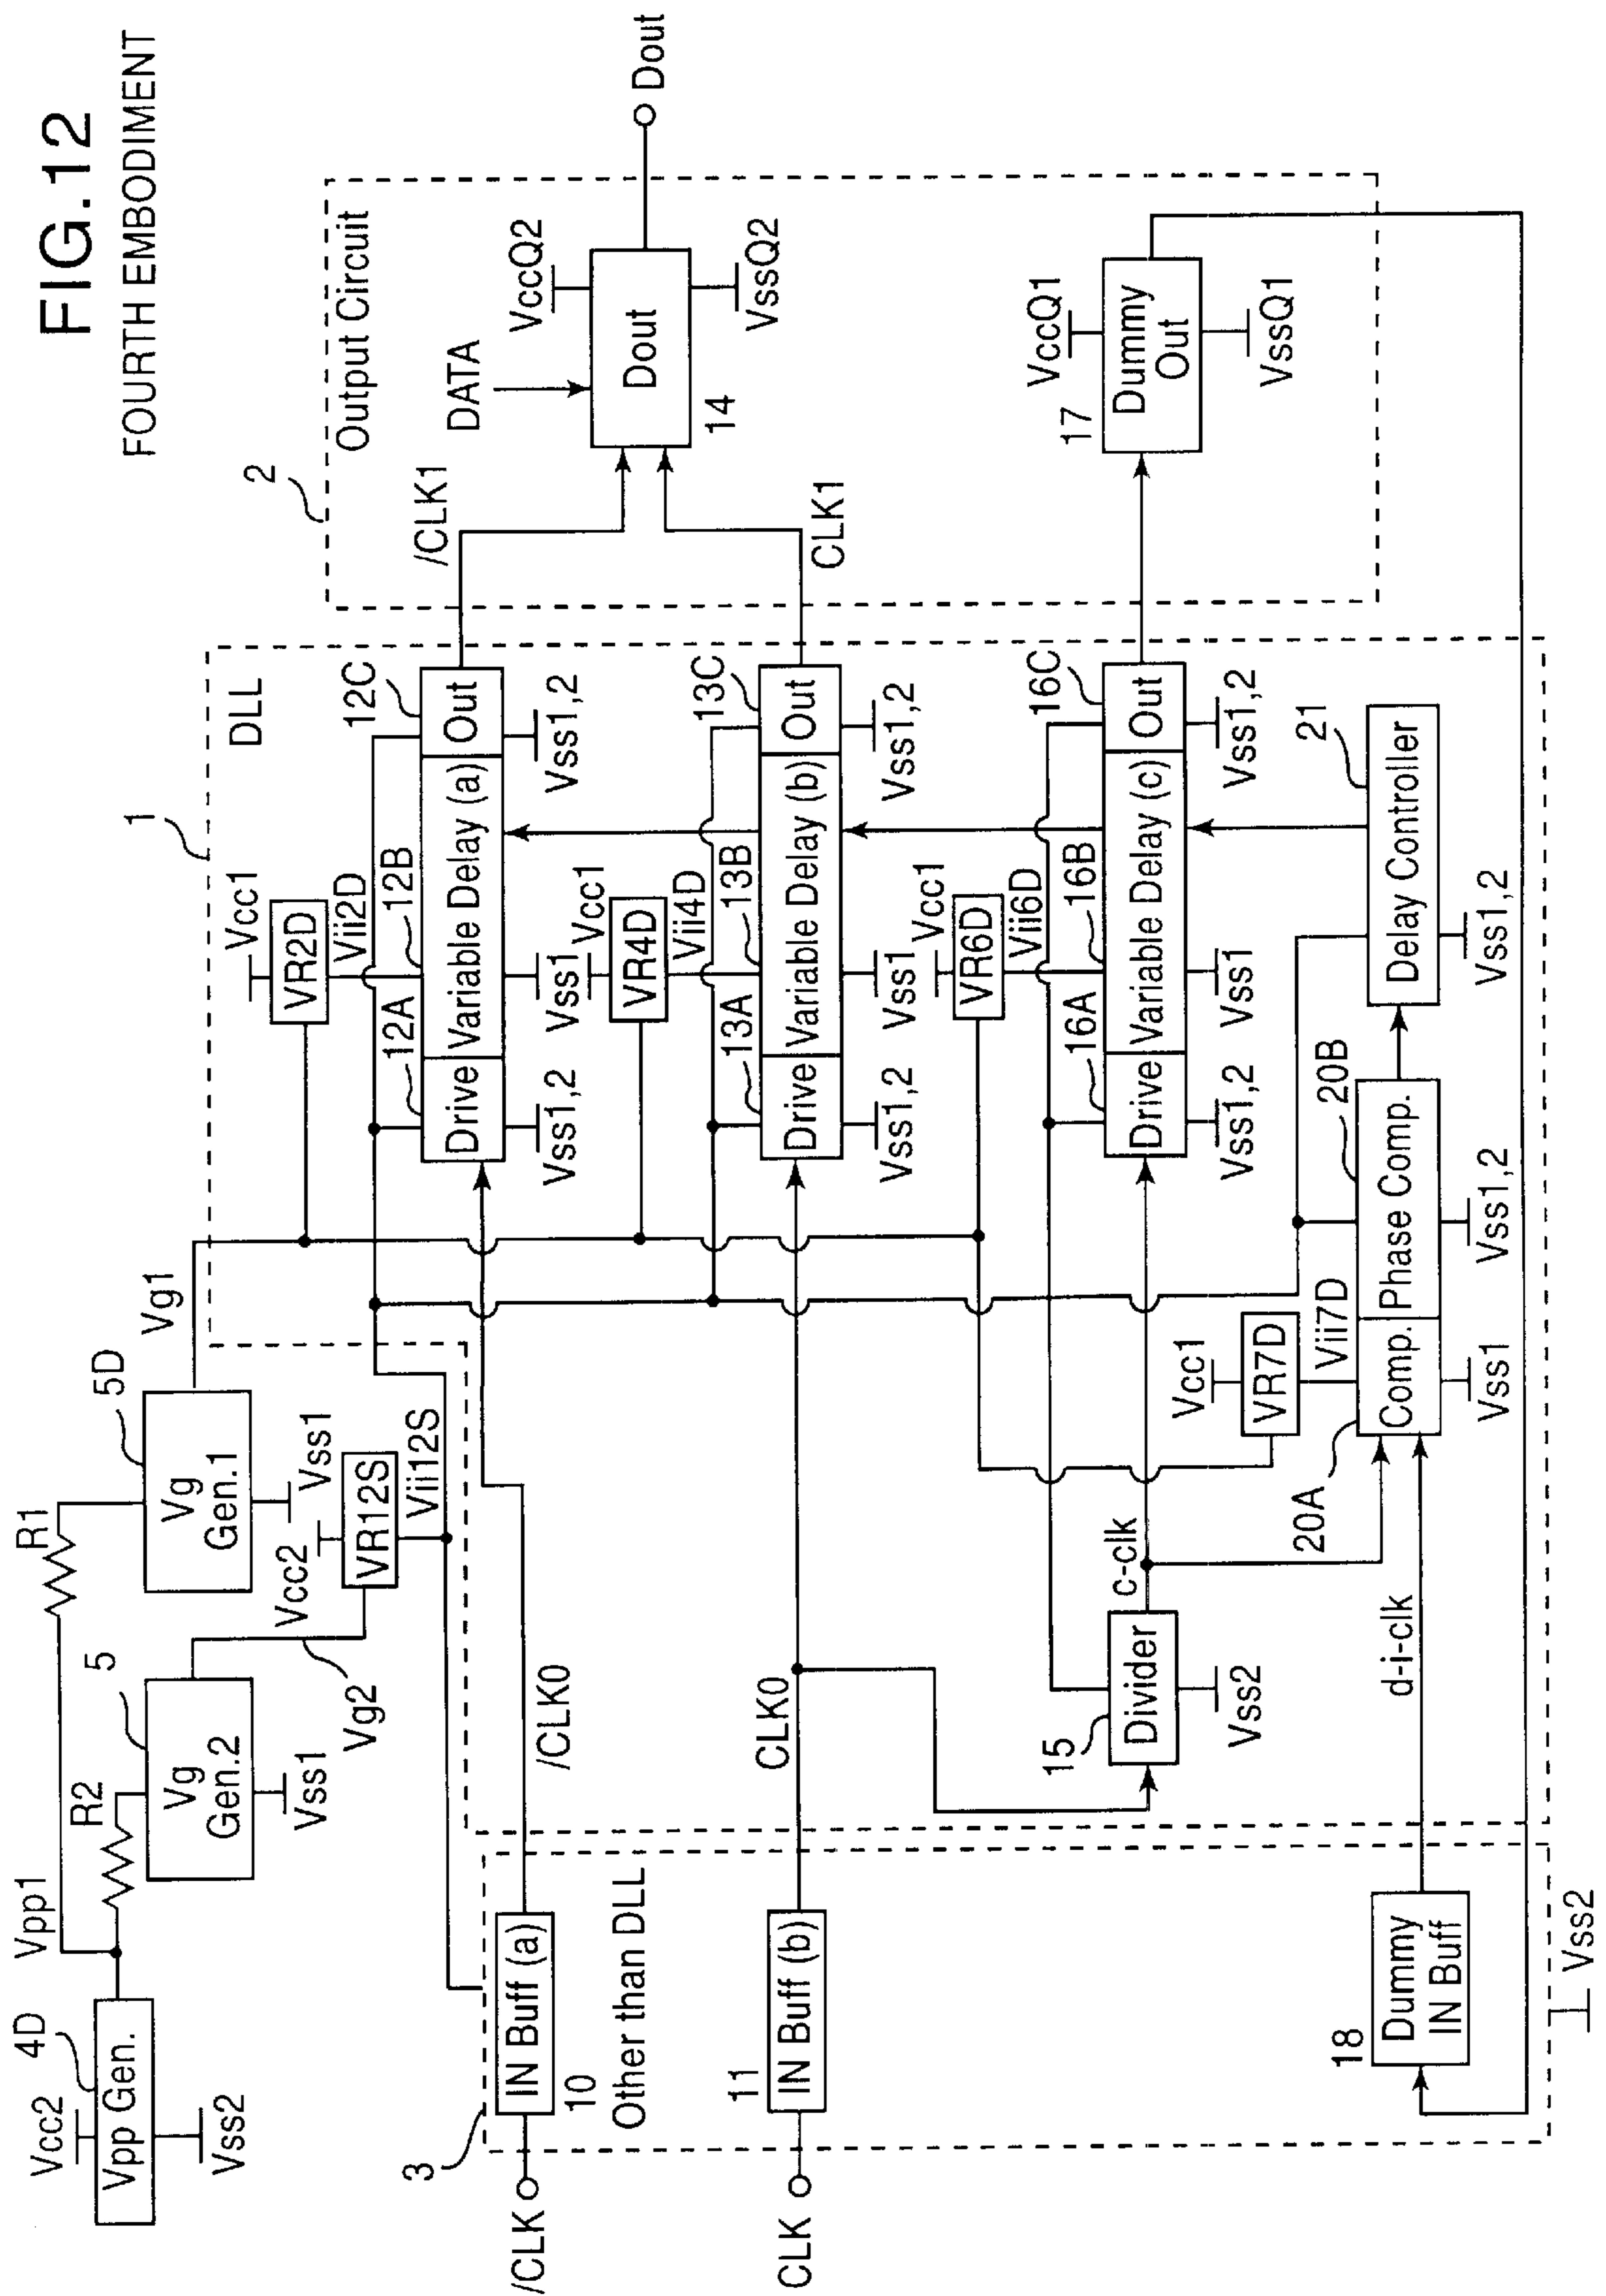 FIG.12
FOURTH EMBODIMENT
Vcc2
4D
Vpp Gen.
Vss2
Vpp1
R2
R1
5
Vg
Gen.2
Vss1
Vg2
5D
Vg
Gen.1
Vss1
Vg1
Vcc2
VR12S
Vii12S
1
DLL
Vcc1
VR2D
Vii2D
12A
12B
12C
Drive
Variable Delay (a)
Out
Vss1,2
Vss1
Vss1,2
/CLK1
2
Output Circuit
DATA
VccQ2
Dout
14
VssQ2
Dout
3
/CLK
IN Buff (a)
10
Other than DLL
/CLK0
Vcc1
VR4D
Vii4D
13A
13B
13C
Drive
Variable Delay (b)
Out
Vss1,2
Vss1
Vss1,2
CLK1
CLK
11
IN Buff (b)
CLK0
Vcc1
VR6D
Vii6D
16A
16B
16C
Drive
Variable Delay (c)
Out
Vss1,2
Vss1
Vss1,2
17
VccQ1
Dummy
Out
VssQ1
15
Divider
Vss2
c-clk
Vcc1
VR7D
Vii7D
20A
20B
Comp.
Phase Comp.
Vss1
Vss1,2
21
Delay Controller
Vss1,2
d-i-clk
18
Dummy
IN Buff
Vss2